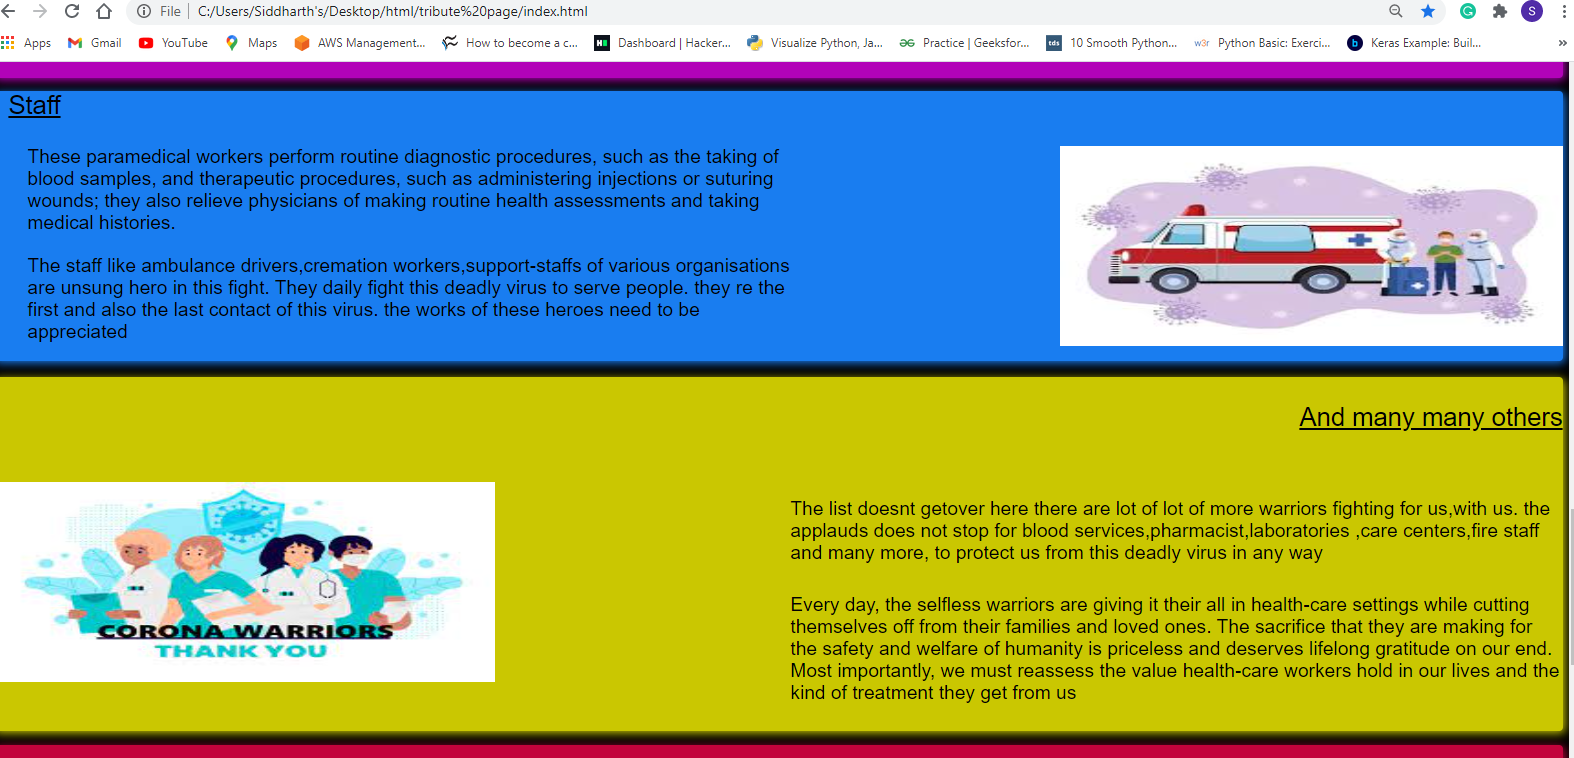 File | C:/Users/Siddharth's/Desktop/html/tribute%20page/index.html
S
Apps Gmail YouTube Maps AWS Management... How to become a c... Dashboard | Hacker... Visualize Python, Ja... Practice | Geeksfor... tds 10 Smooth Python... w3r Python Basic: Exerci... b Keras Example: Buil... »
Staff
These paramedical workers perform routine diagnostic procedures, such as the taking of
blood samples, and therapeutic procedures, such as administering injections or suturing
wounds; they also relieve physicians of making routine health assessments and taking
medical histories.
The staff like ambulance drivers,cremation workers,support-staffs of various organisations
are unsung hero in this fight. They daily fight this deadly virus to serve people. they re the
first and also the last contact of this virus. the works of these heroes need to be
appreciated
And many many others
CORONA WARRIORS
THANK YOU
The list doesnt getover here there are lot of lot of more warriors fighting for us,with us. the
applauds does not stop for blood services,pharmacist,laboratories ,care centers,fire staff
and many more, to protect us from this deadly virus in any way
Every day, the selfless warriors are giving it their all in health-care settings while cutting
themselves off from their families and loved ones. The sacrifice that they are making for
the safety and welfare of humanity is priceless and deserves lifelong gratitude on our end.
Most importantly, we must reassess the value health-care workers hold in our lives and the
kind of treatment they get from us